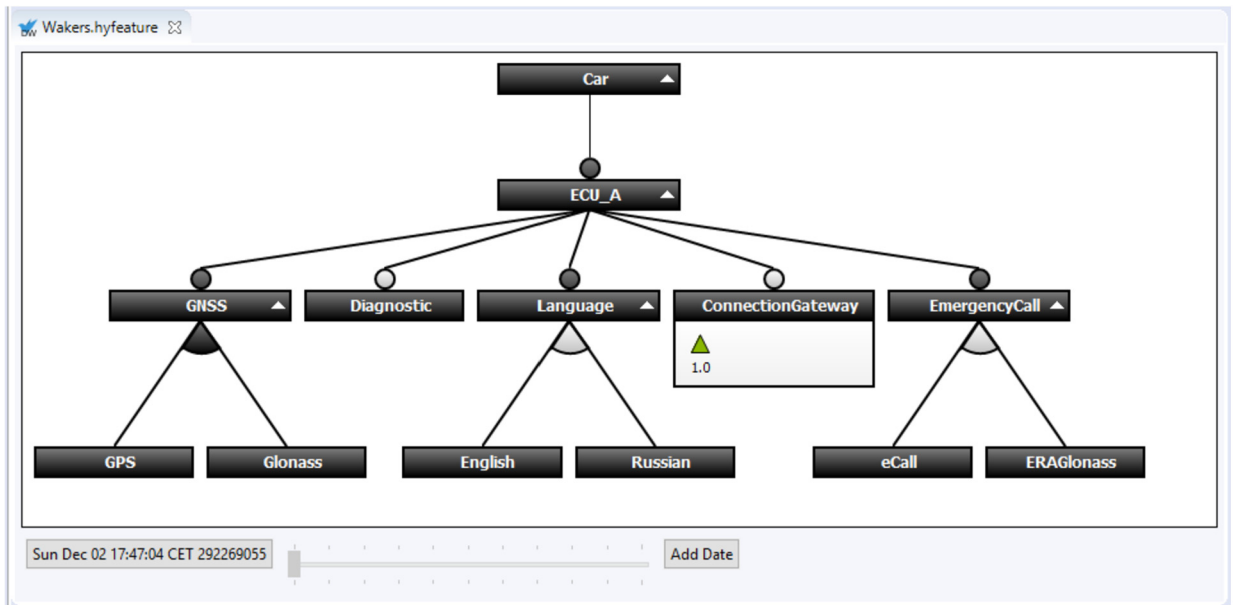 Wakers.hyfeature
Car
ECU_A
GNSS Diagnostic Language ConnectionGateway EmergencyCall
1.0
GPS Glonass English Russian eCall ERAGlonass
Sun Dec 02 17:47:04 CET 292269055 Add Date